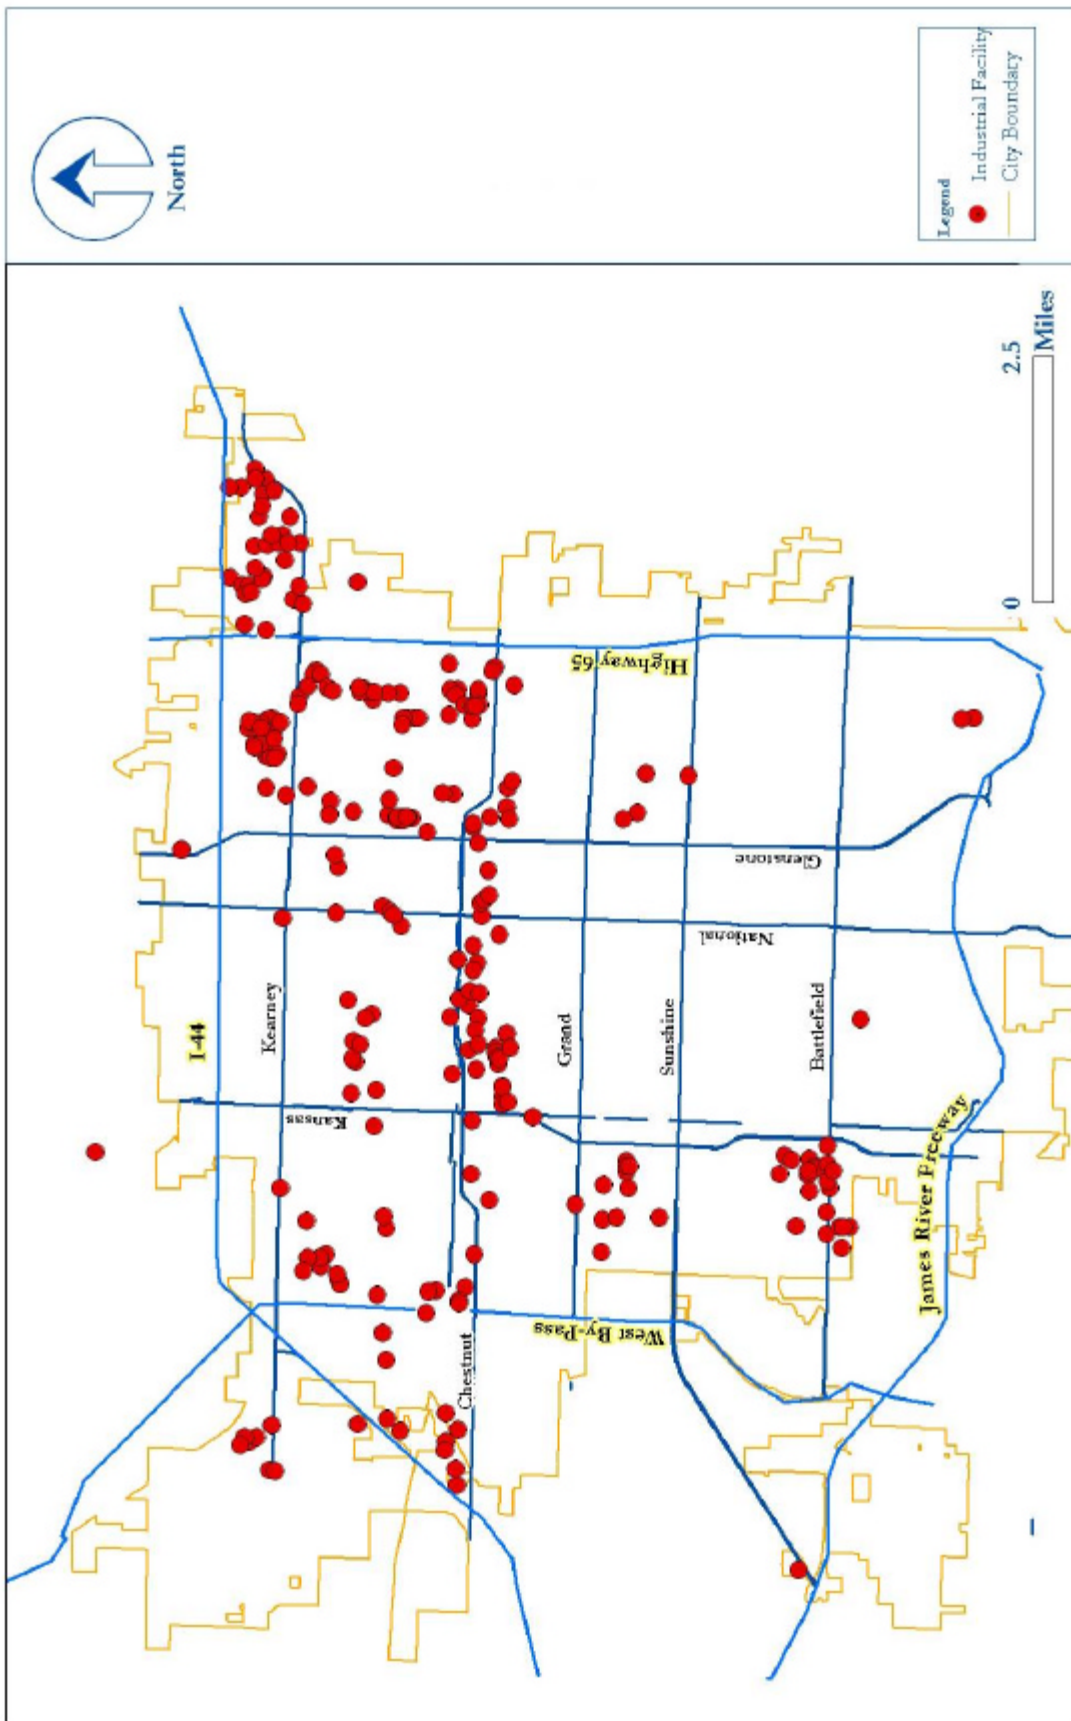 North
Legend
Industrial Facility
City Boundary
2.5
0
Miles
I-44
Kearney
Kansas
Highway 65
Glenstone
National
Grand
Sunshine
Battlefield
Chestnut
West By-Pass
James River Freeway